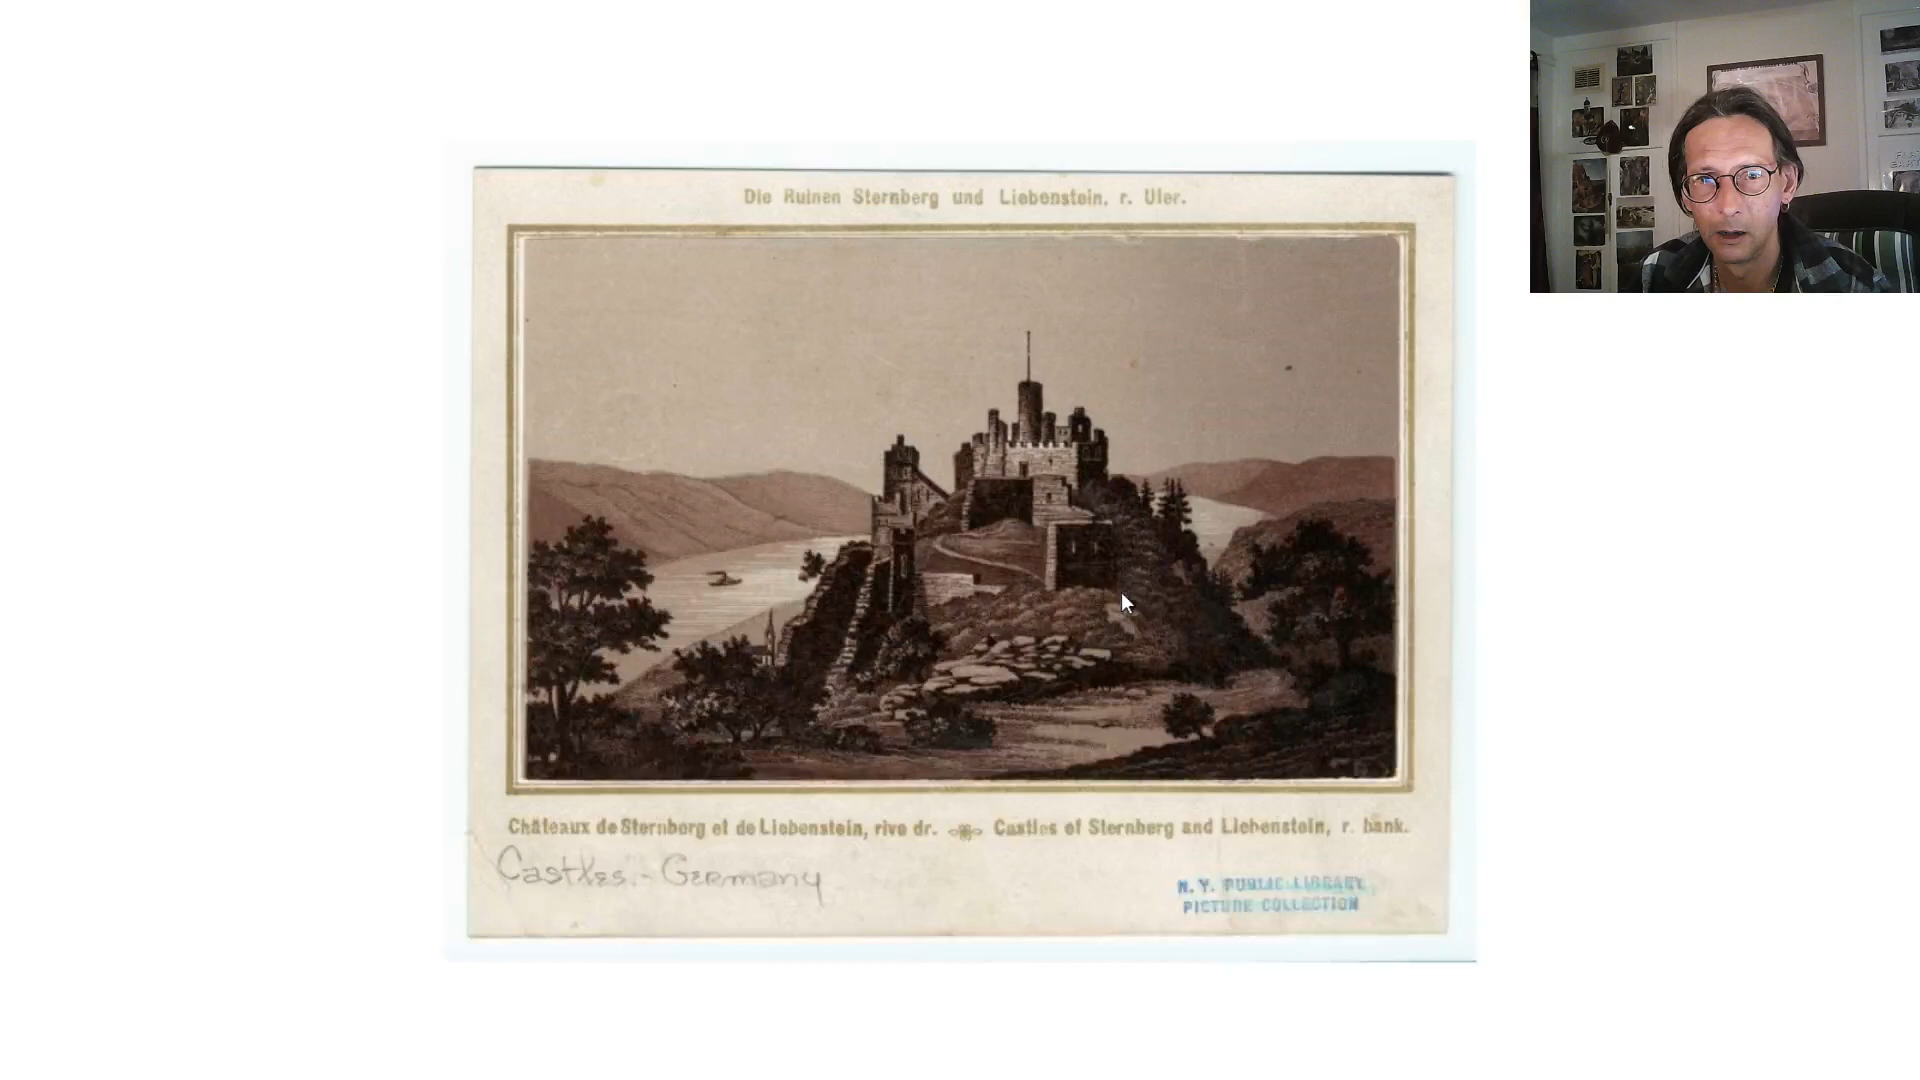 Die Ruinen Sternberg und Liebenstein, r. Ufer.
Châteaux de Sternberg et de Liebenstein, rive dr. Castles of Sternberg and Liebenstein, r. bank.
Castles.- Germany
N. Y. PUBLIC LIBRARY
PICTURE COLLECTION